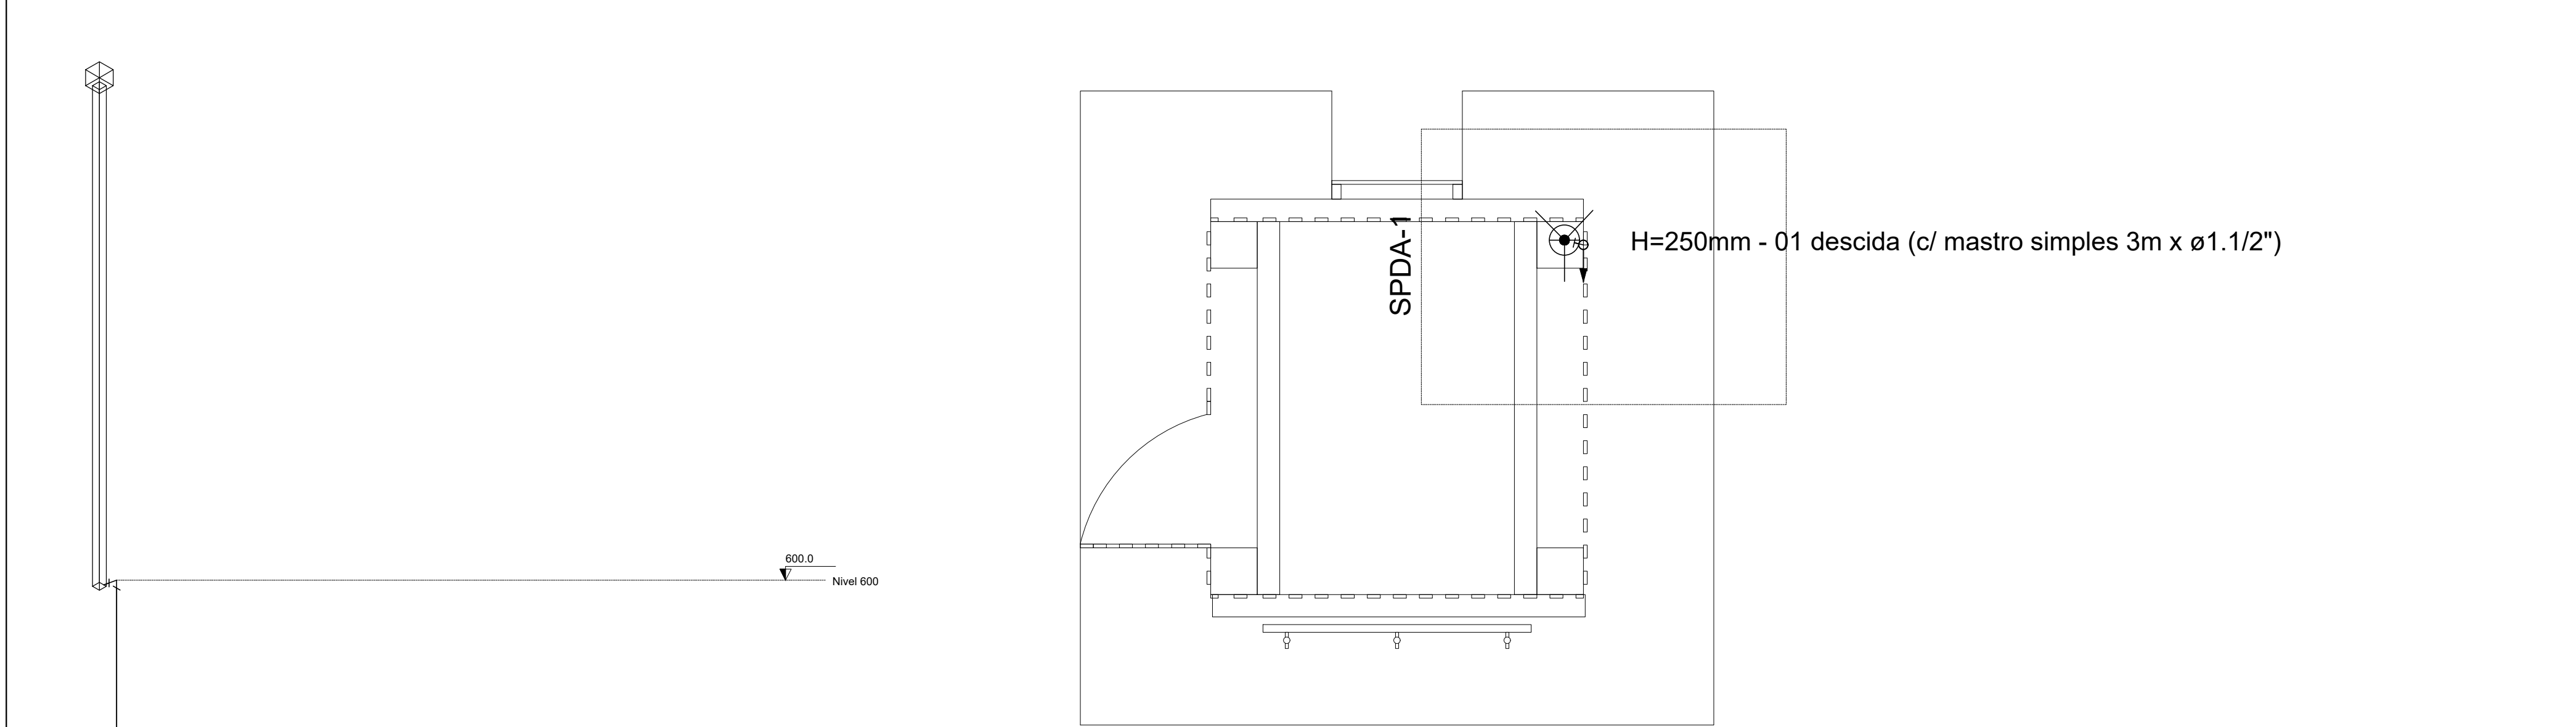 SPDA-1
H=250mm - 01 descida (c/ mastro simples 3m x ø1.1/2")
600.0
Nivel 600